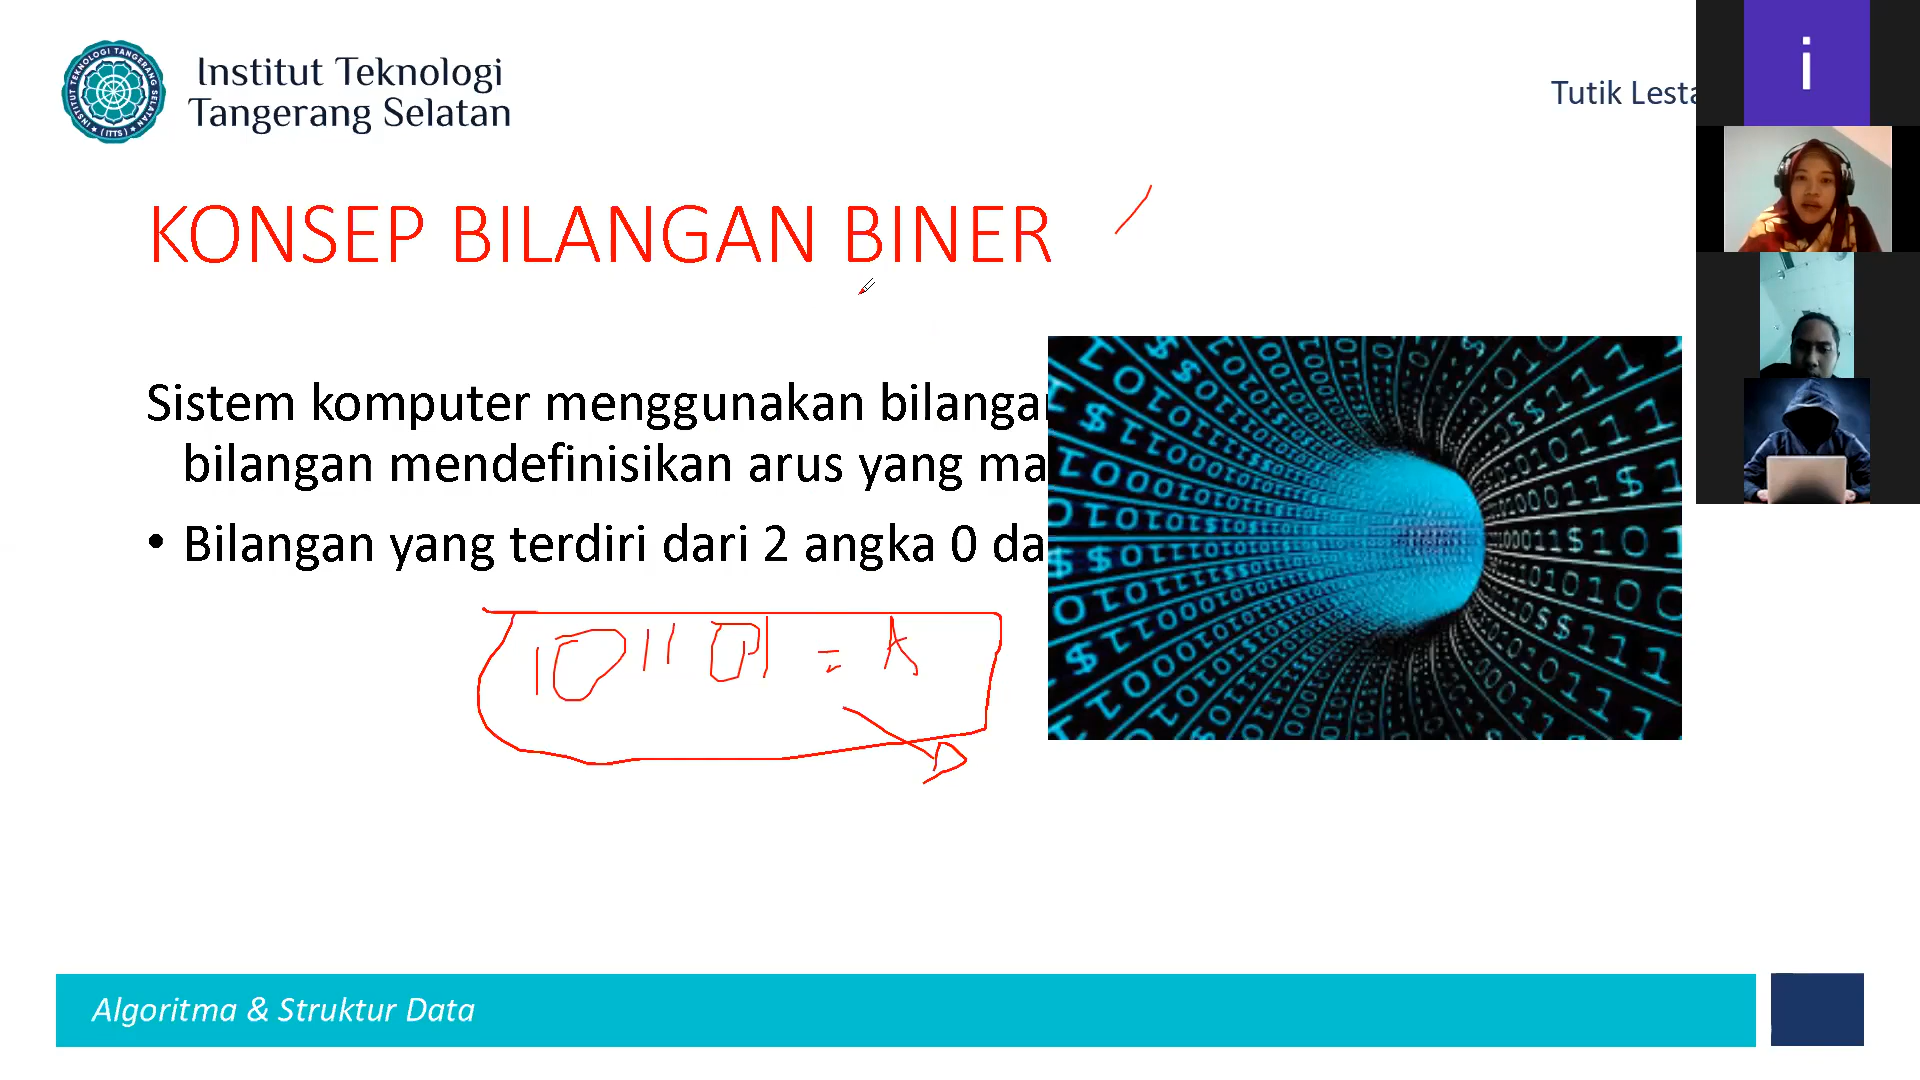 Institut Teknologi
Tangerang Selatan
Tutik Lesta
i
KONSEP BILANGAN BINER
Sistem komputer menggunakan bilangan
bilangan mendefinisikan arus yang ma
• Bilangan yang terdiri dari 2 angka 0 da
101101 = A
Algoritma & Struktur Data